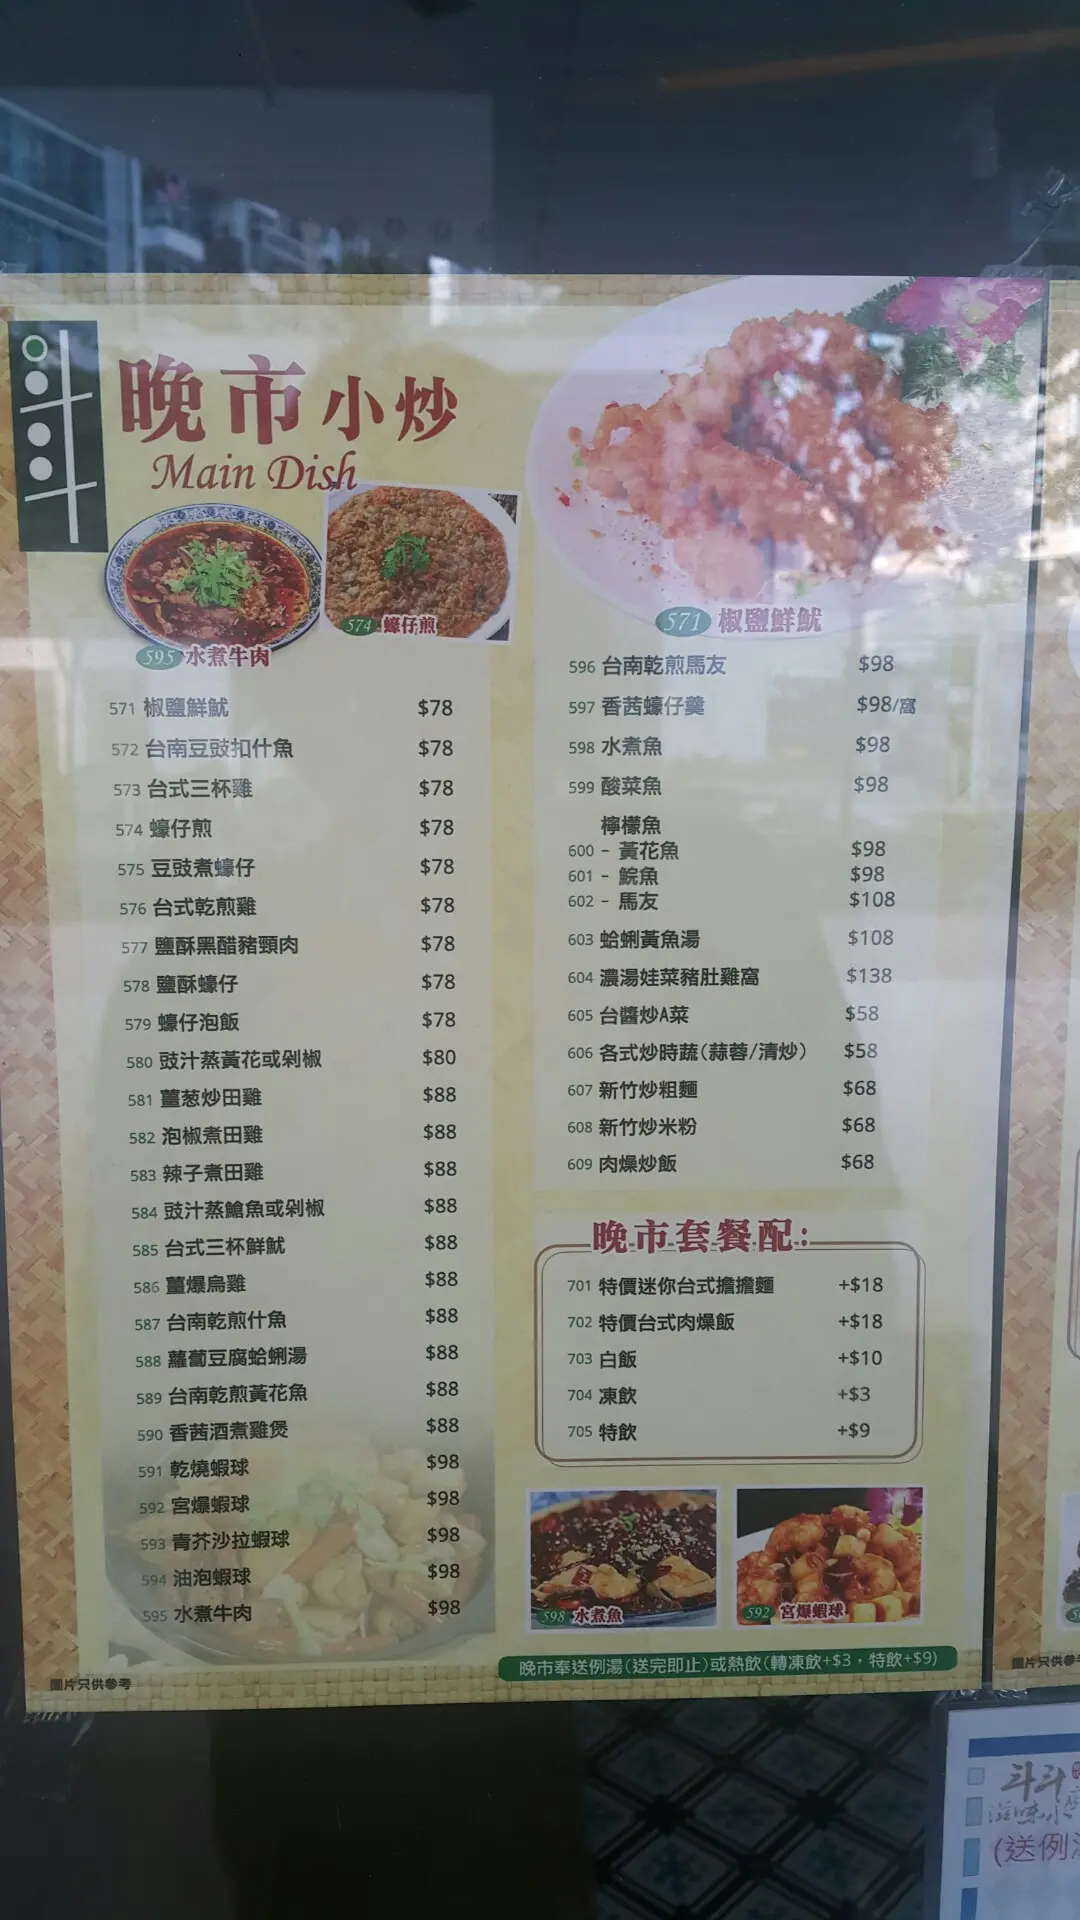 晚市小炒
Main Dish
595 水煮牛肉
574 蠔仔煎
571 椒鹽鮮魷
571 椒鹽鮮魷 $78
572 台南豆豉扣什魚 $78
573 台式三杯雞 $78
574 蠔仔煎 $78
575 豆豉煮蠔仔 $78
576 台式乾煎雞 $78
577 鹽酥黑醋豬頸肉 $78
578 鹽酥蠔仔 $78
579 蠔仔泡飯 $78
580 豉汁蒸黃花或剁椒 $80
581 薑葱炒田雞 $88
582 泡椒煮田雞 $88
583 辣子煮田雞 $88
584 豉汁蒸鯧魚或剁椒 $88
585 台式三杯鮮魷 $88
586 薑爆烏雞 $88
587 台南乾煎什魚 $88
588 蘿蔔豆腐蛤蜊湯 $88
589 台南乾煎黃花魚 $88
590 香茜酒煮雞煲 $88
591 乾燒蝦球 $98
592 宮爆蝦球 $98
593 青芥沙拉蝦球 $98
594 油泡蝦球 $98
595 水煮牛肉 $98
圖片只供參考
596 台南乾煎馬友 $98
597 香茜蠔仔羹 $98/窩
598 水煮魚 $98
599 酸菜魚 $98
檸檬魚
600 - 黃花魚 $98
601 - 鯇魚 $98
602 - 馬友 $108
603 蛤蜊黃魚湯 $108
604 濃湯娃菜豬肚雞窩 $138
605 台醬炒A菜 $58
606 各式炒時蔬(蒜蓉/清炒) $58
607 新竹炒粗麵 $68
608 新竹炒米粉 $68
609 肉燥炒飯 $68
晚市套餐配:
701 特價迷你台式擔擔麵 +$18
702 特價台式肉燥飯 +$18
703 白飯 +$10
704 凍飲 +$3
705 特飲 +$9
598 水煮魚
592 宮爆蝦球
晚市奉送例湯(送完即止)或熱飲(轉凍飲+$3，特飲+$9)
圖片只供參
斗斗
滋味小
(送例